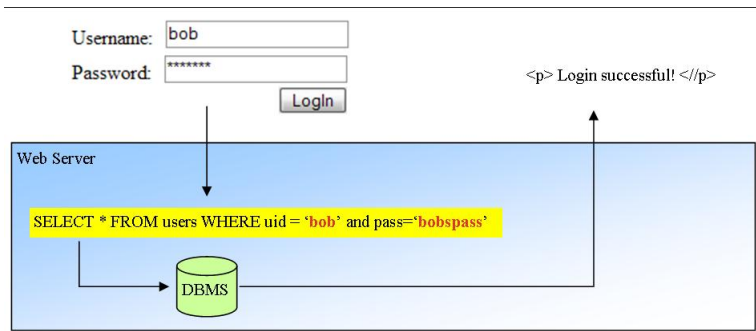 Username: bob
Password: *******
LogIn
<p> Login successful! <//p>
Web Server
SELECT * FROM users WHERE uid = ‘bob’ and pass=‘bobspass’
DBMS